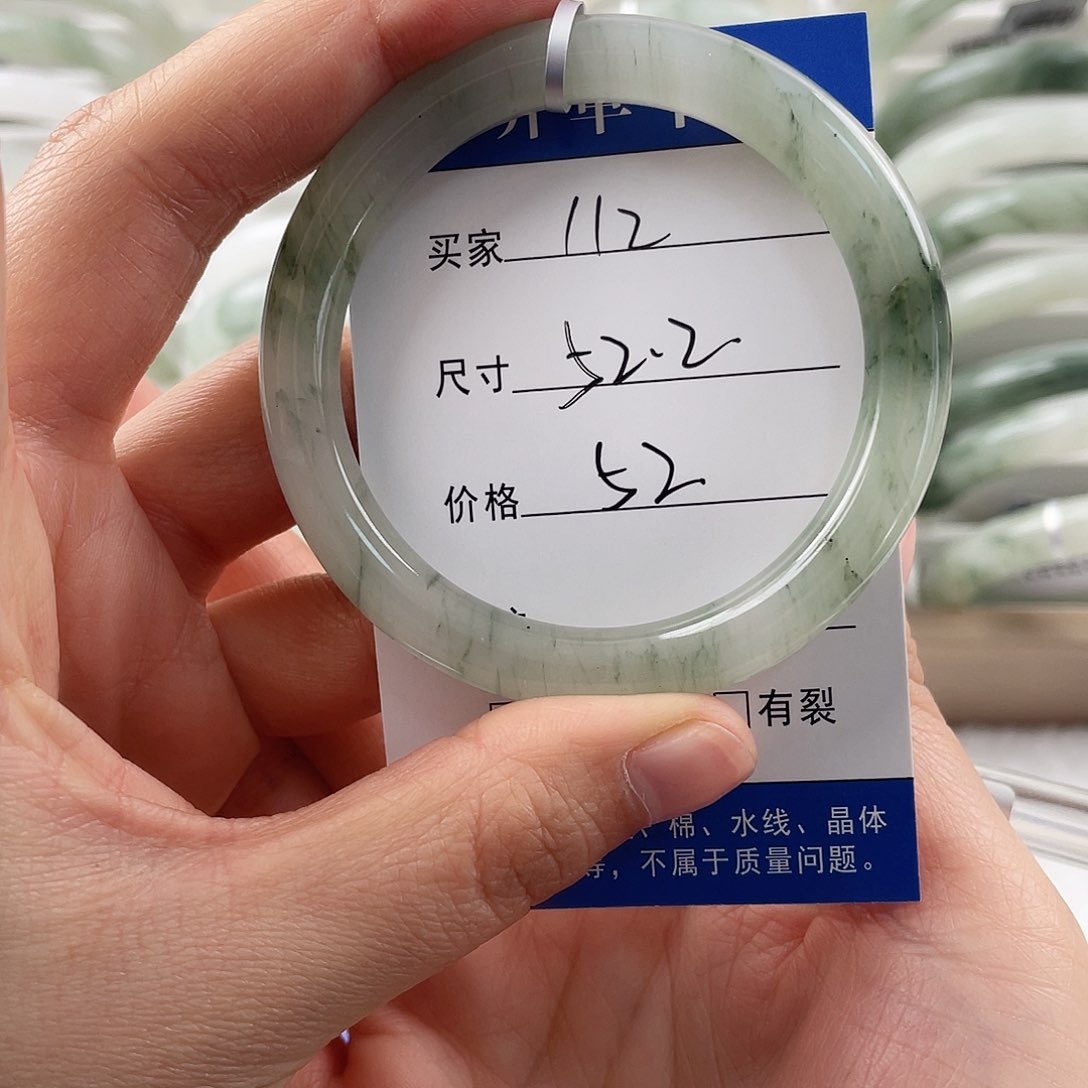 买家 112
尺寸 52.2
价格 52
有裂
、棉、水线、晶体
等，不属于质量问题。